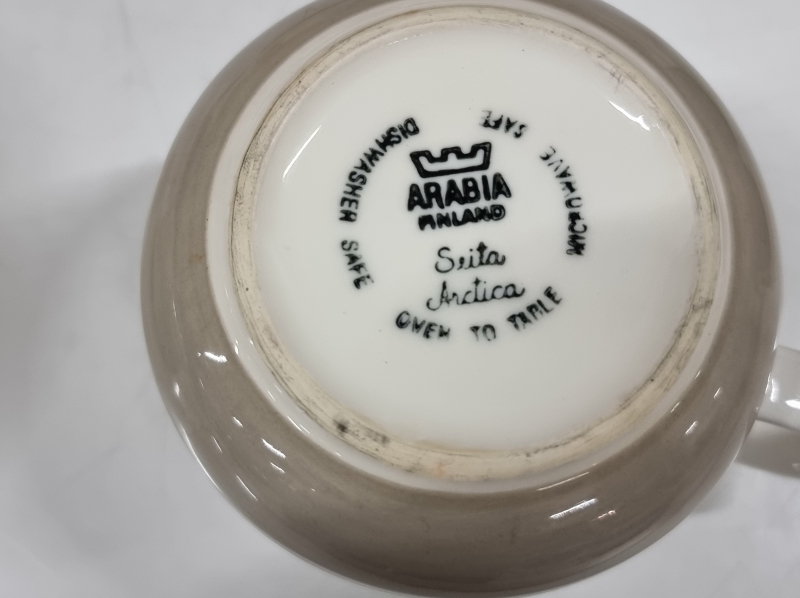 ARABIA
FINLAND
Seita
Arctica
DISHWASHER SAFE
OVEN TO TABLE
MICROWAVE SAFE